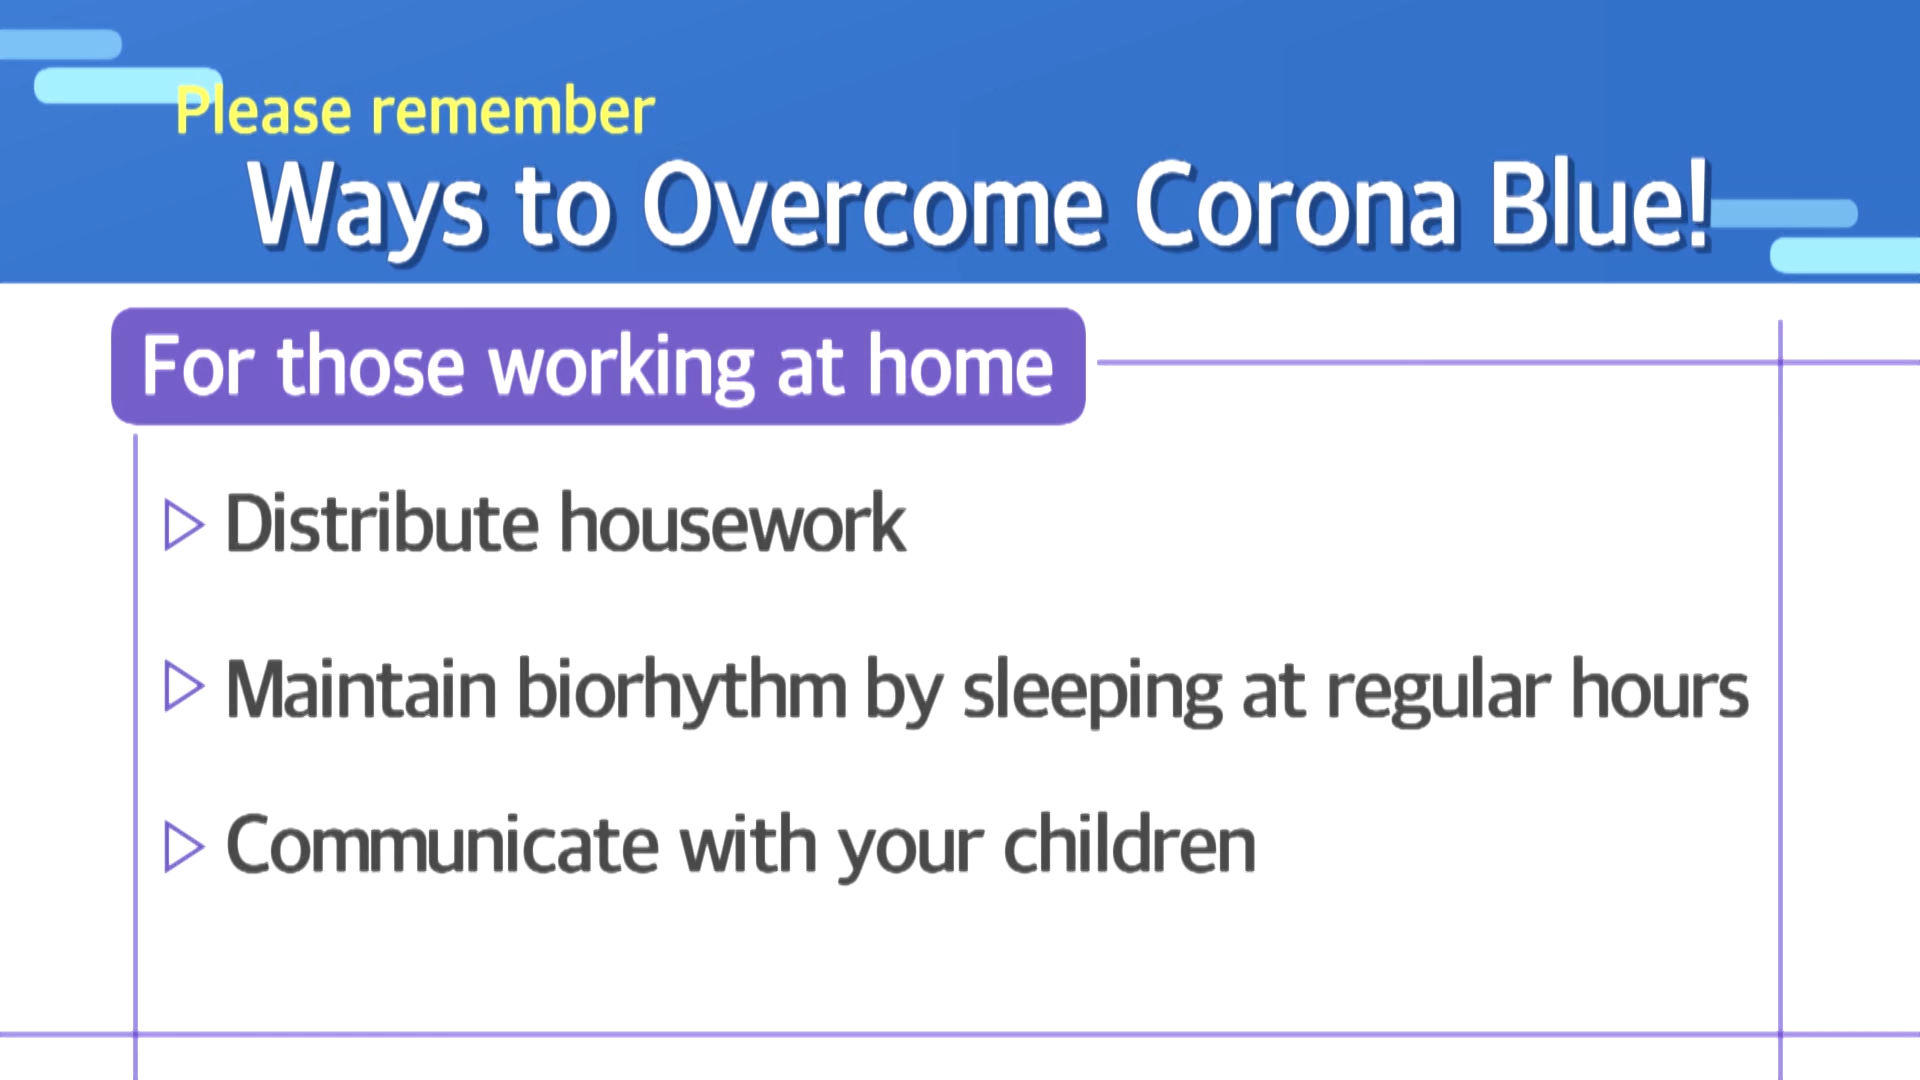 Please remember
Ways to Overcome Corona Blue!
For those working at home
Distribute housework
Maintain biorhythm by sleeping at regular hours
Communicate with your children